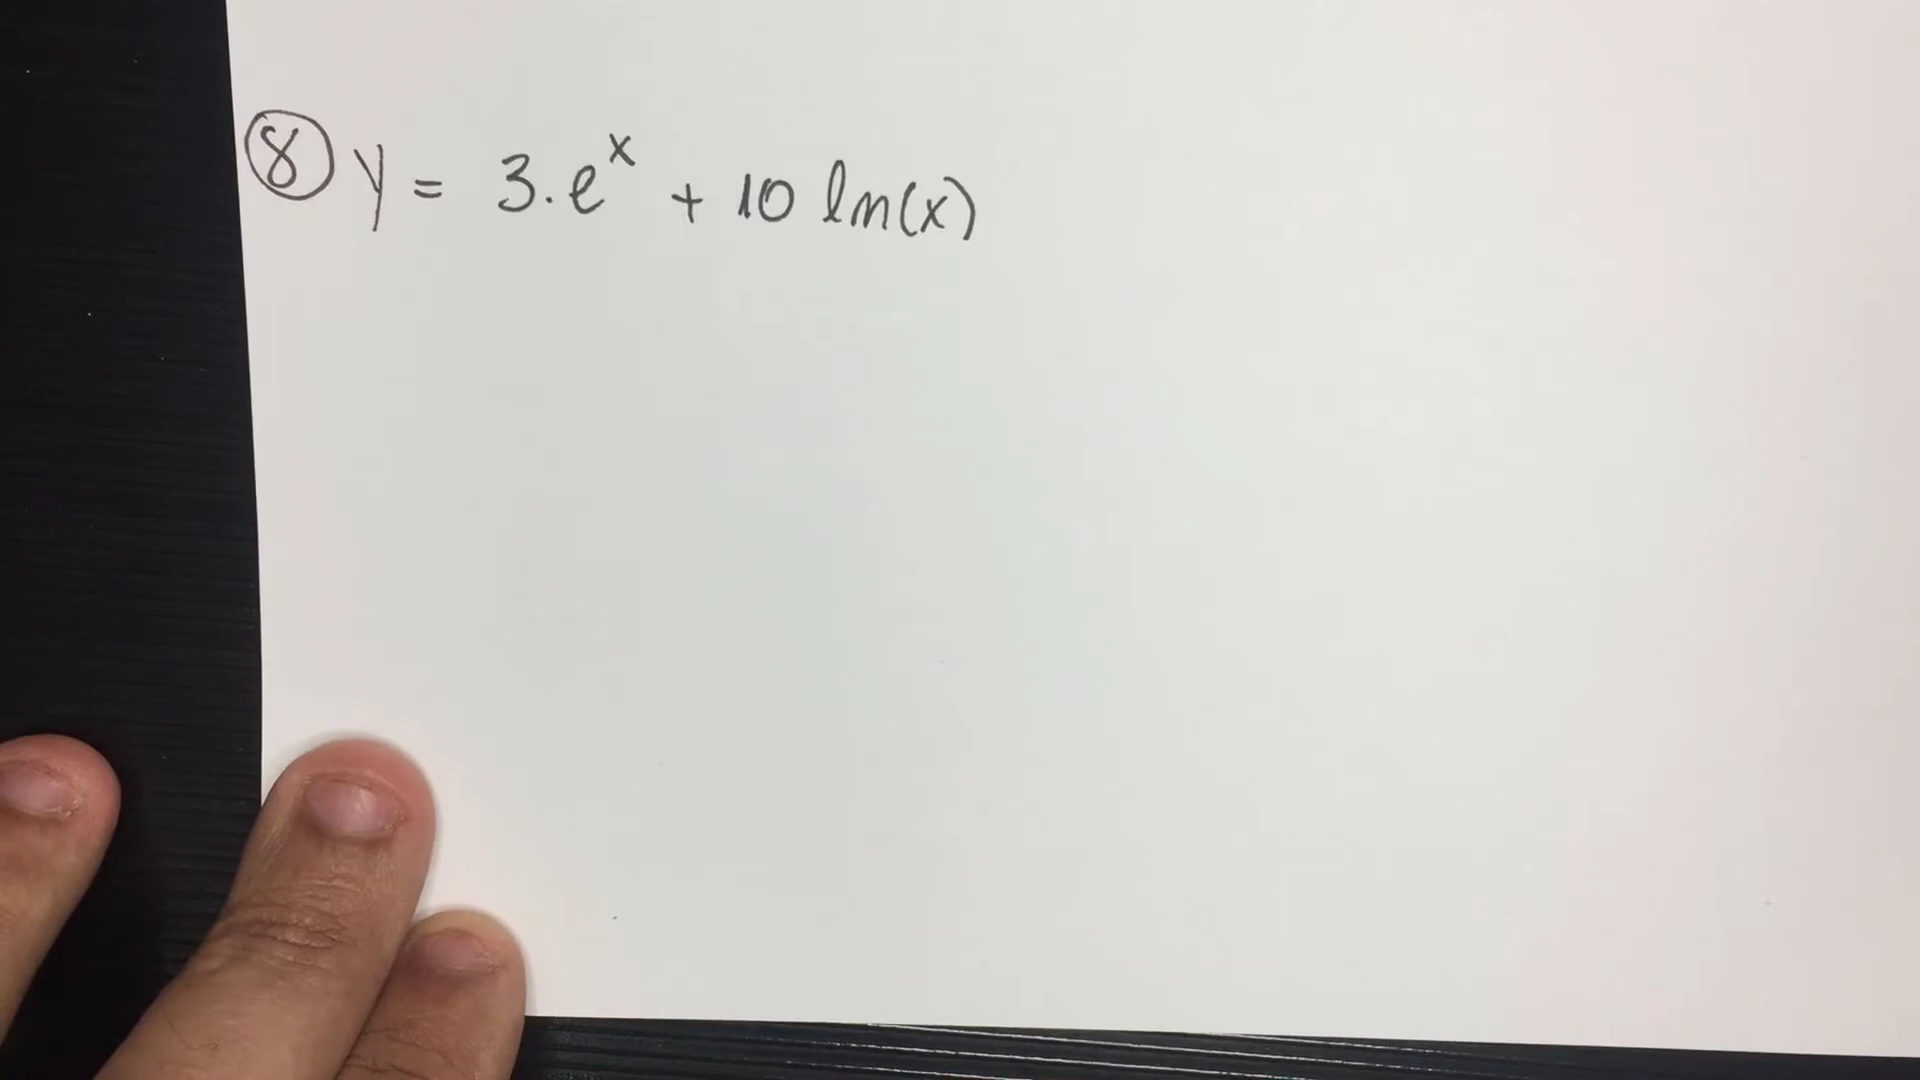 ⑧ y = 3.e^x + 10 ln(x)